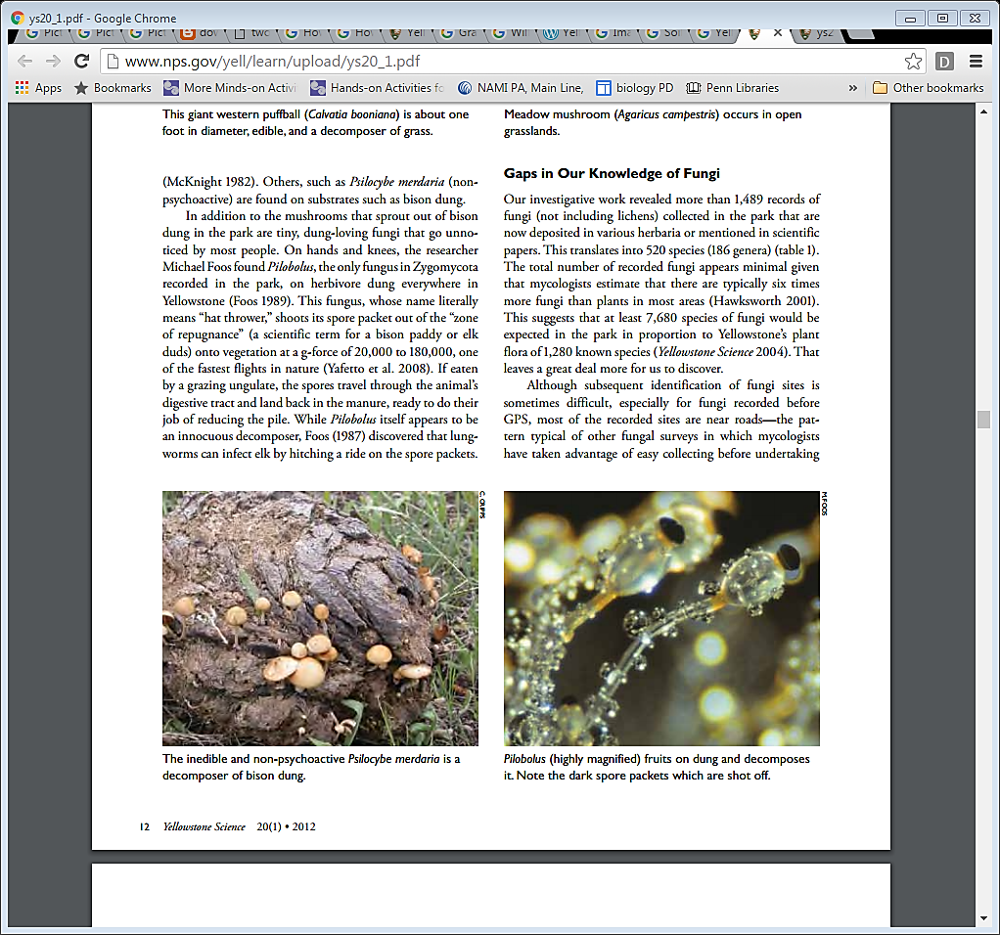 ys20_1.pdf - Google Chrome
Pict
Pict
Pict
dov
twc
Hov
Hov
Yell
Gra
Wil
Yel
Ima
Sol
Yel
ys2
www.nps.gov/yell/learn/upload/ys20_1.pdf
D
Apps
Bookmarks
More Minds-on Activi
Hands-on Activities fo
NAMI PA, Main Line,
biology PD
Penn Libraries
»
Other bookmarks
This giant western puffball (Calvatia booniana) is about one
foot in diameter, edible, and a decomposer of grass.
(McKnight 1982). Others, such as Psilocybe merdaria (non-
psychoactive) are found on substrates such as bison dung.
In addition to the mushrooms that sprout out of bison
dung in the park are tiny, dung-loving fungi that go unno-
ticed by most people. On hands and knees, the researcher
Michael Foos found Pilobolus, the only fungus in Zygomycota
recorded in the park, on herbivore dung everywhere in
Yellowstone (Foos 1989). This fungus, whose name literally
means “hat thrower,” shoots its spore packet out of the “zone
of repugnance” (a scientific term for a bison paddy or elk
duds) onto vegetation at a g-force of 20,000 to 180,000, one
of the fastest flights in nature (Yafetto et al. 2008). If eaten
by a grazing ungulate, the spores travel through the animal’s
digestive tract and land back in the manure, ready to do their
job of reducing the pile. While Pilobolus itself appears to be
an innocuous decomposer, Foos (1987) discovered that lung-
worms can infect elk by hitching a ride on the spore packets.
Meadow mushroom (Agaricus campestris) occurs in open
grasslands.
Gaps in Our Knowledge of Fungi
Our investigative work revealed more than 1,489 records of
fungi (not including lichens) collected in the park that are
now deposited in various herbaria or mentioned in scientific
papers. This translates into 520 species (186 genera) (table 1).
The total number of recorded fungi appears minimal given
that mycologists estimate that there are typically six times
more fungi than plants in most areas (Hawksworth 2001).
This suggests that at least 7,680 species of fungi would be
expected in the park in proportion to Yellowstone’s plant
flora of 1,280 known species (Yellowstone Science 2004). That
leaves a great deal more for us to discover.
Although subsequent identification of fungi sites is
sometimes difficult, especially for fungi recorded before
GPS, most of the recorded sites are near roads—the pat-
tern typical of other fungal surveys in which mycologists
have taken advantage of easy collecting before undertaking
C. CRIPPS
The inedible and non-psychoactive Psilocybe merdaria is a
decomposer of bison dung.
M.FOOS
Pilobolus (highly magnified) fruits on dung and decomposes
it. Note the dark spore packets which are shot off.
12 Yellowstone Science 20(1) • 2012